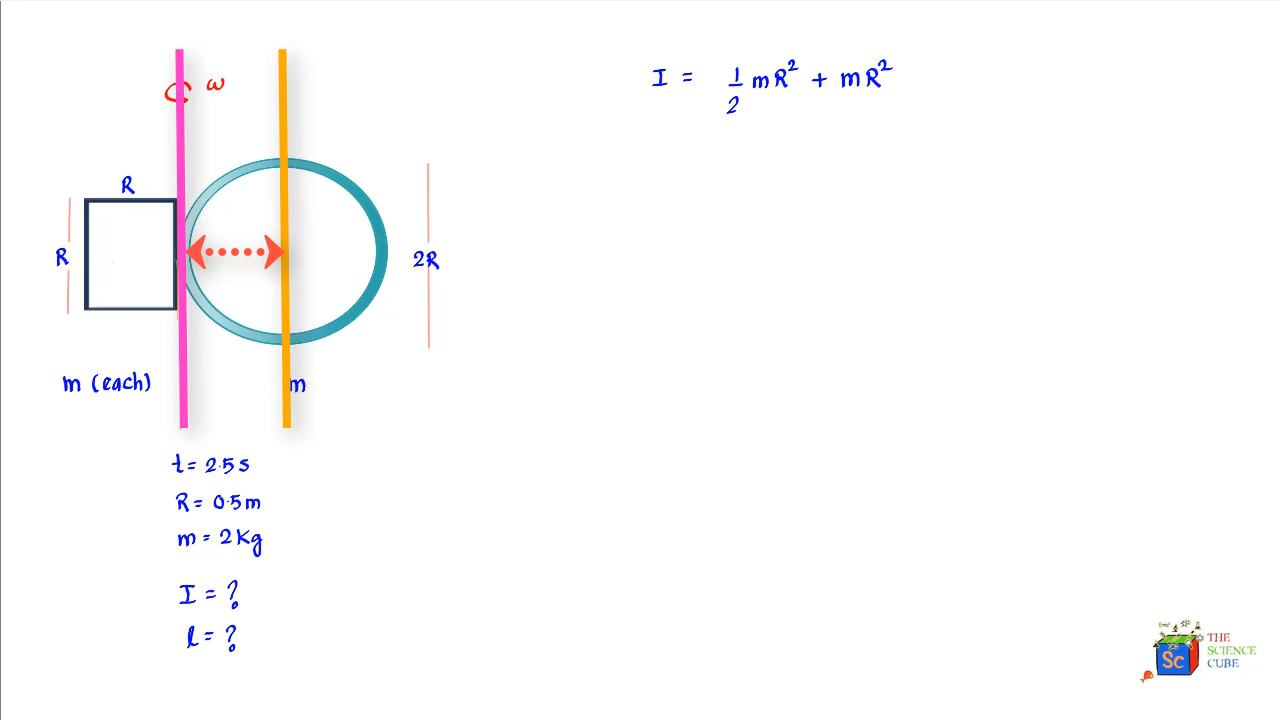 ω
I = 1/2 mR² + mR²
R
R
2R
m (each)
m
t = 2.5 s
R = 0.5 m
m = 2 Kg
I = ?
l = ?
Sc
THE
SCIENCE
CUBE